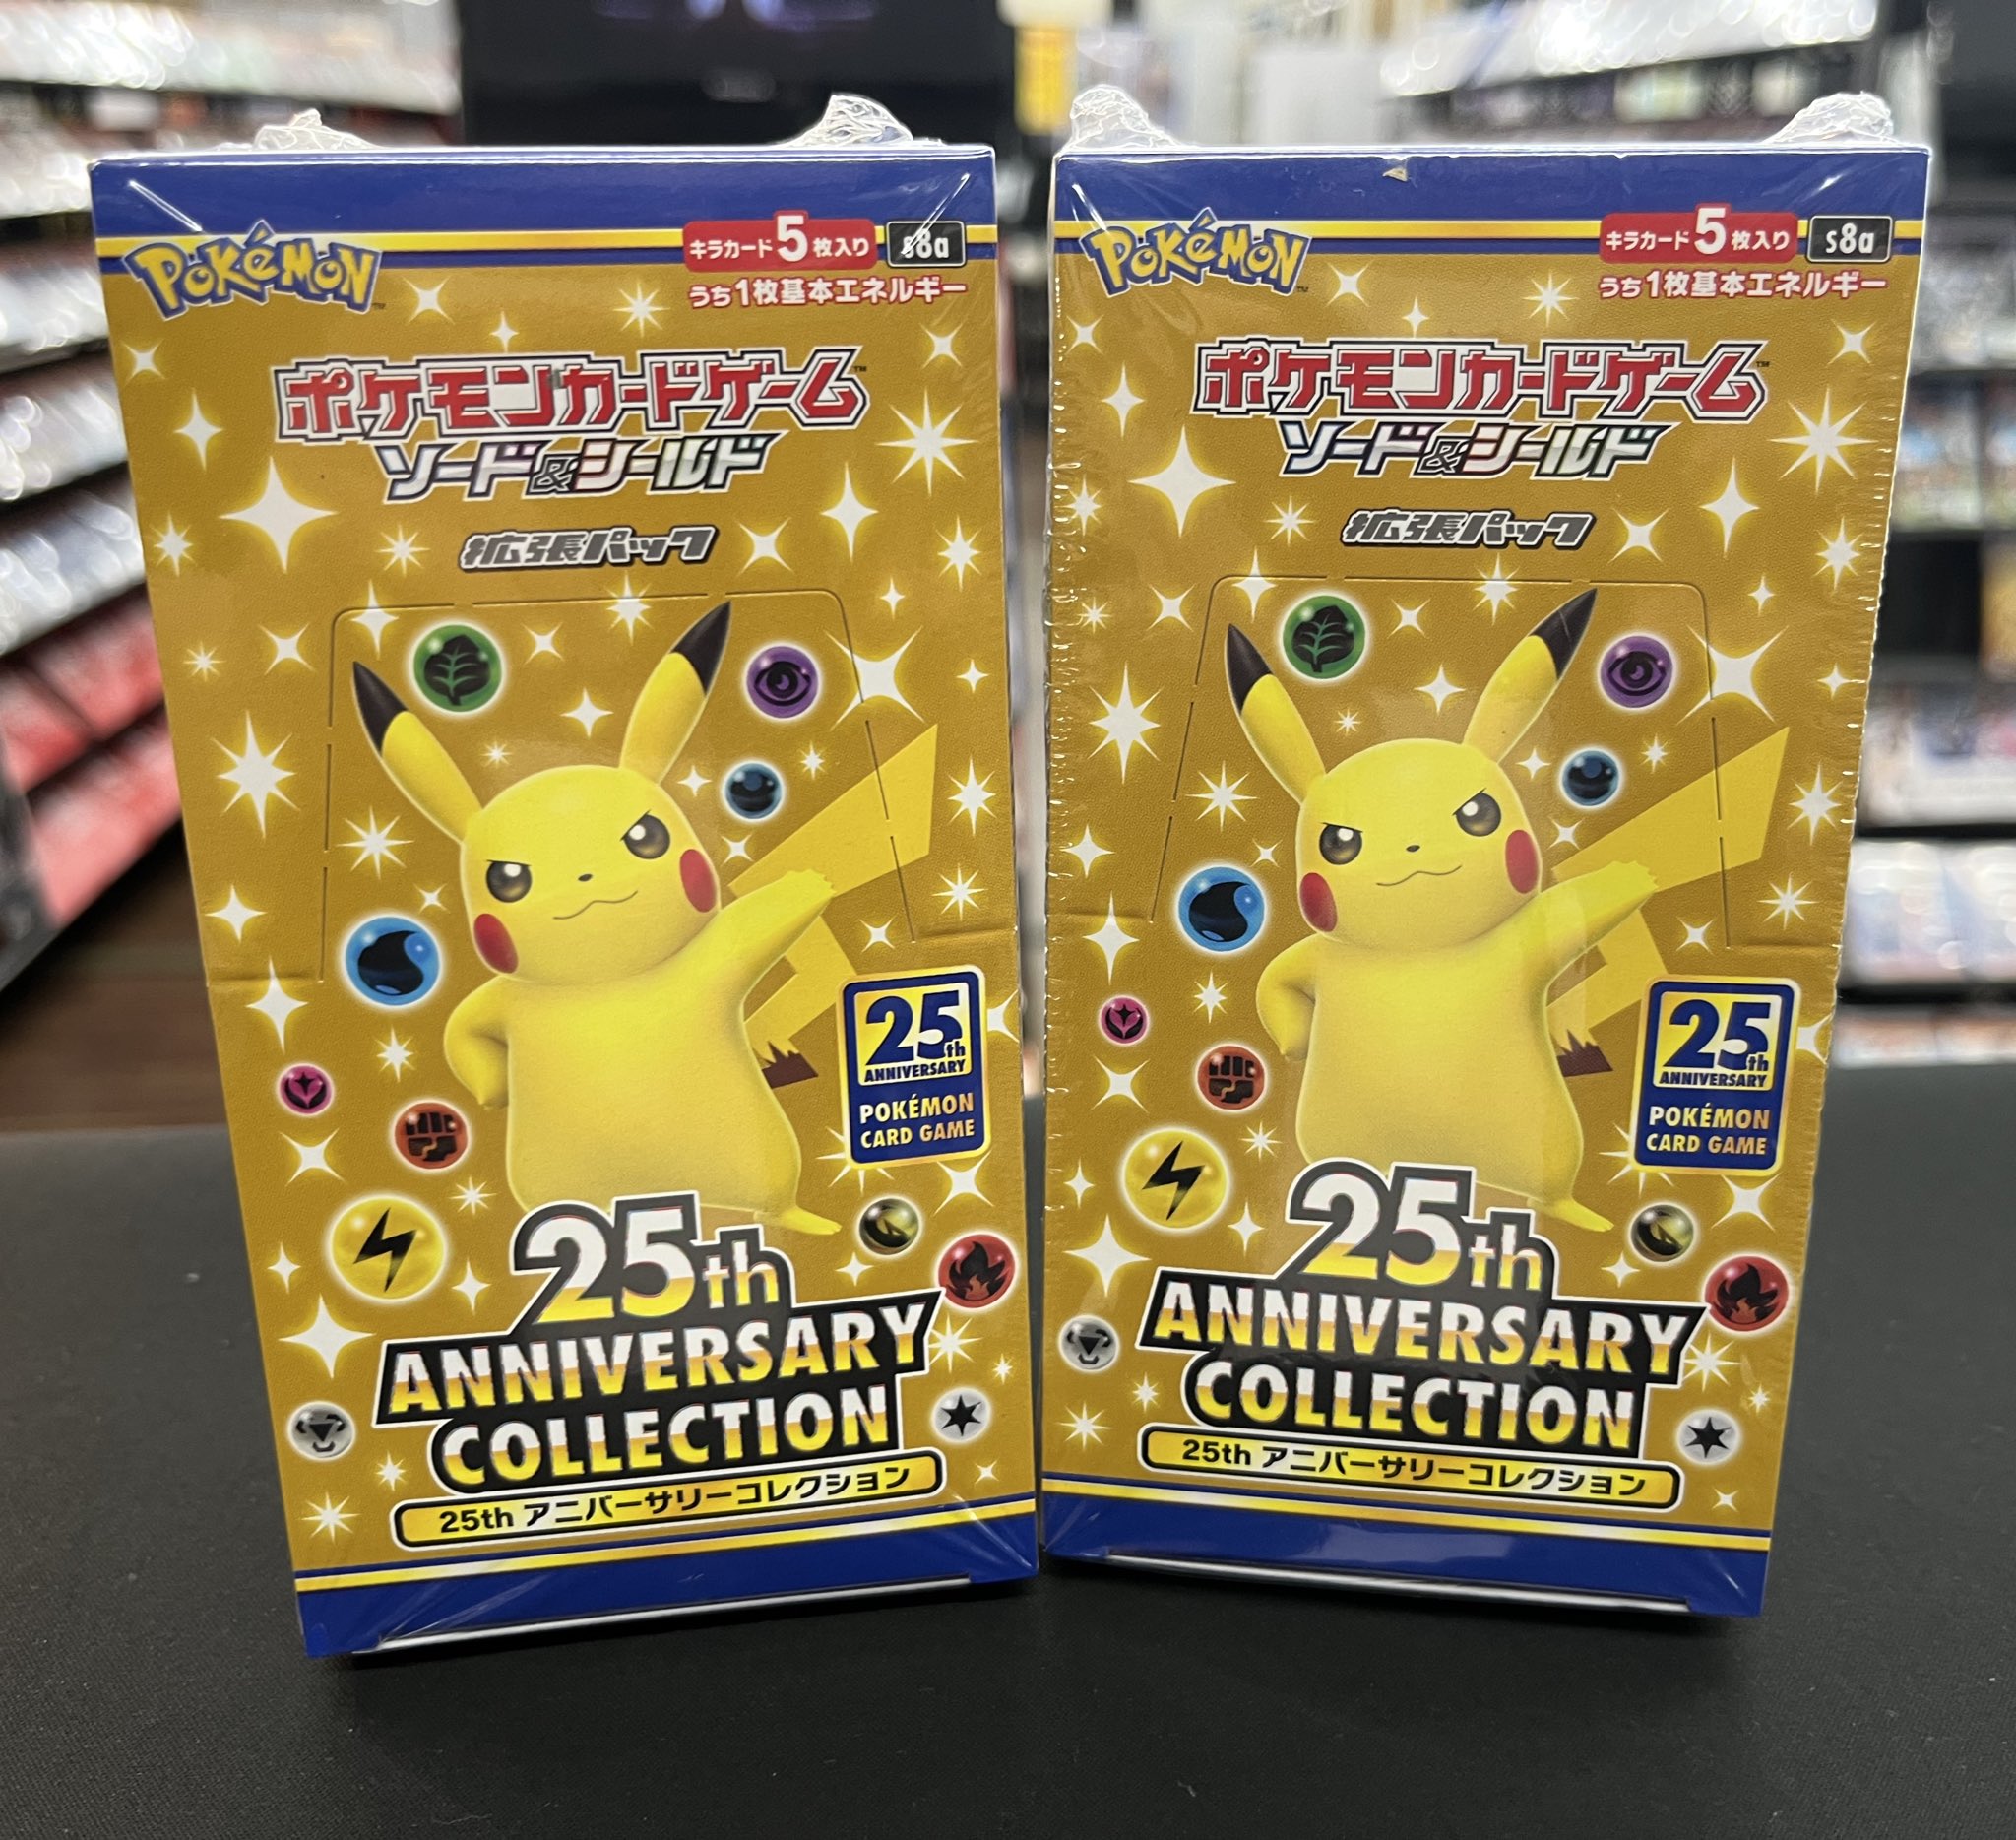 POKéMON
キラカード5枚入り s8a
うち1枚基本エネルギー
ポケモンカードゲーム
ソード&シールド
拡張パック
25th
ANNIVERSARY
POKÉMON
CARD GAME
25th
ANNIVERSARY
COLLECTION
25th アニバーサリーコレクション
POKéMON
キラカード5枚入り s8a
うち1枚基本エネルギー
ポケモンカードゲーム
ソード&シールド
拡張パック
25th
ANNIVERSARY
POKÉMON
CARD GAME
25th
ANNIVERSARY
COLLECTION
25th アニバーサリーコレクション